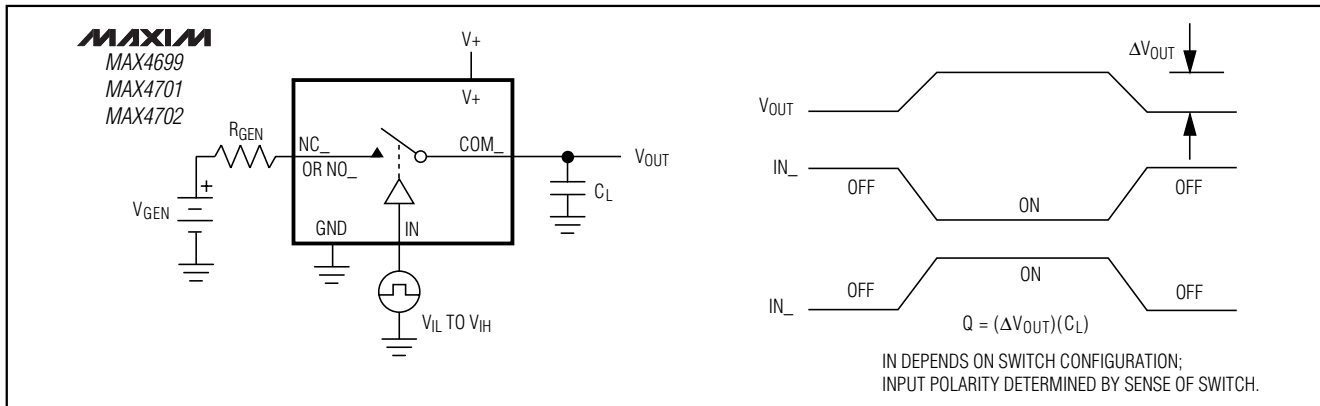 MAXIM
MAX4699
MAX4701
MAX4702
V+
V+
RGEN
NC_
OR NO_
COM_
VOUT
CL
VGEN
+
GND
IN
VIL TO VIH
ΔVOUT
VOUT
IN_
OFF
ON
OFF
IN_
OFF
ON
OFF
Q = (ΔVOUT)(CL)
IN DEPENDS ON SWITCH CONFIGURATION;
INPUT POLARITY DETERMINED BY SENSE OF SWITCH.